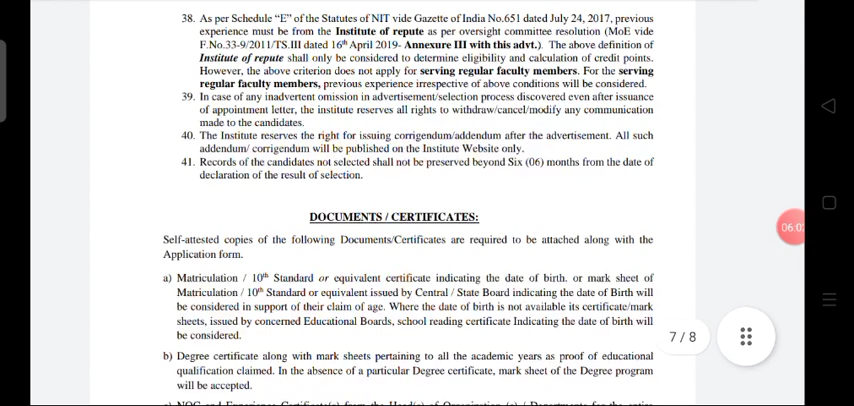 38. As per Schedule “E” of the Statutes of NIT vide Gazette of India No.651 dated July 24, 2017, previous
experience must be from the Institute of repute as per oversight committee resolution (MoE vide
F.No.33-9/2011/TS.III dated 16th April 2019- Annexure III with this advt.). The above definition of
Institute of repute shall only be considered to determine eligibility and calculation of credit points.
However, the above criterion does not apply for serving regular faculty members. For the serving
regular faculty members, previous experience irrespective of above conditions will be considered.
39. In case of any inadvertent omission in advertisement/selection process discovered even after issuance
of appointment letter, the institute reserves all rights to withdraw/cancel/modify any communication
made to the candidates.
40. The Institute reserves the right for issuing corrigendum/addendum after the advertisement. All such
addendum/ corrigendum will be published on the Institute Website only.
41. Records of the candidates not selected shall not be preserved beyond Six (06) months from the date of
declaration of the result of selection.
DOCUMENTS / CERTIFICATES:
Self-attested copies of the following Documents/Certificates are required to be attached along with the
Application form.
a) Matriculation / 10th Standard or equivalent certificate indicating the date of birth. or mark sheet of
Matriculation / 10th Standard or equivalent issued by Central / State Board indicating the date of Birth will
be considered in support of their claim of age. Where the date of birth is not available its certificate/mark
sheets, issued by concerned Educational Boards, school reading certificate Indicating the date of birth will
be considered.
b) Degree certificate along with mark sheets pertaining to all the academic years as proof of educational
qualification claimed. In the absence of a particular Degree certificate, mark sheet of the Degree program
will be accepted.
7 / 8
06:0